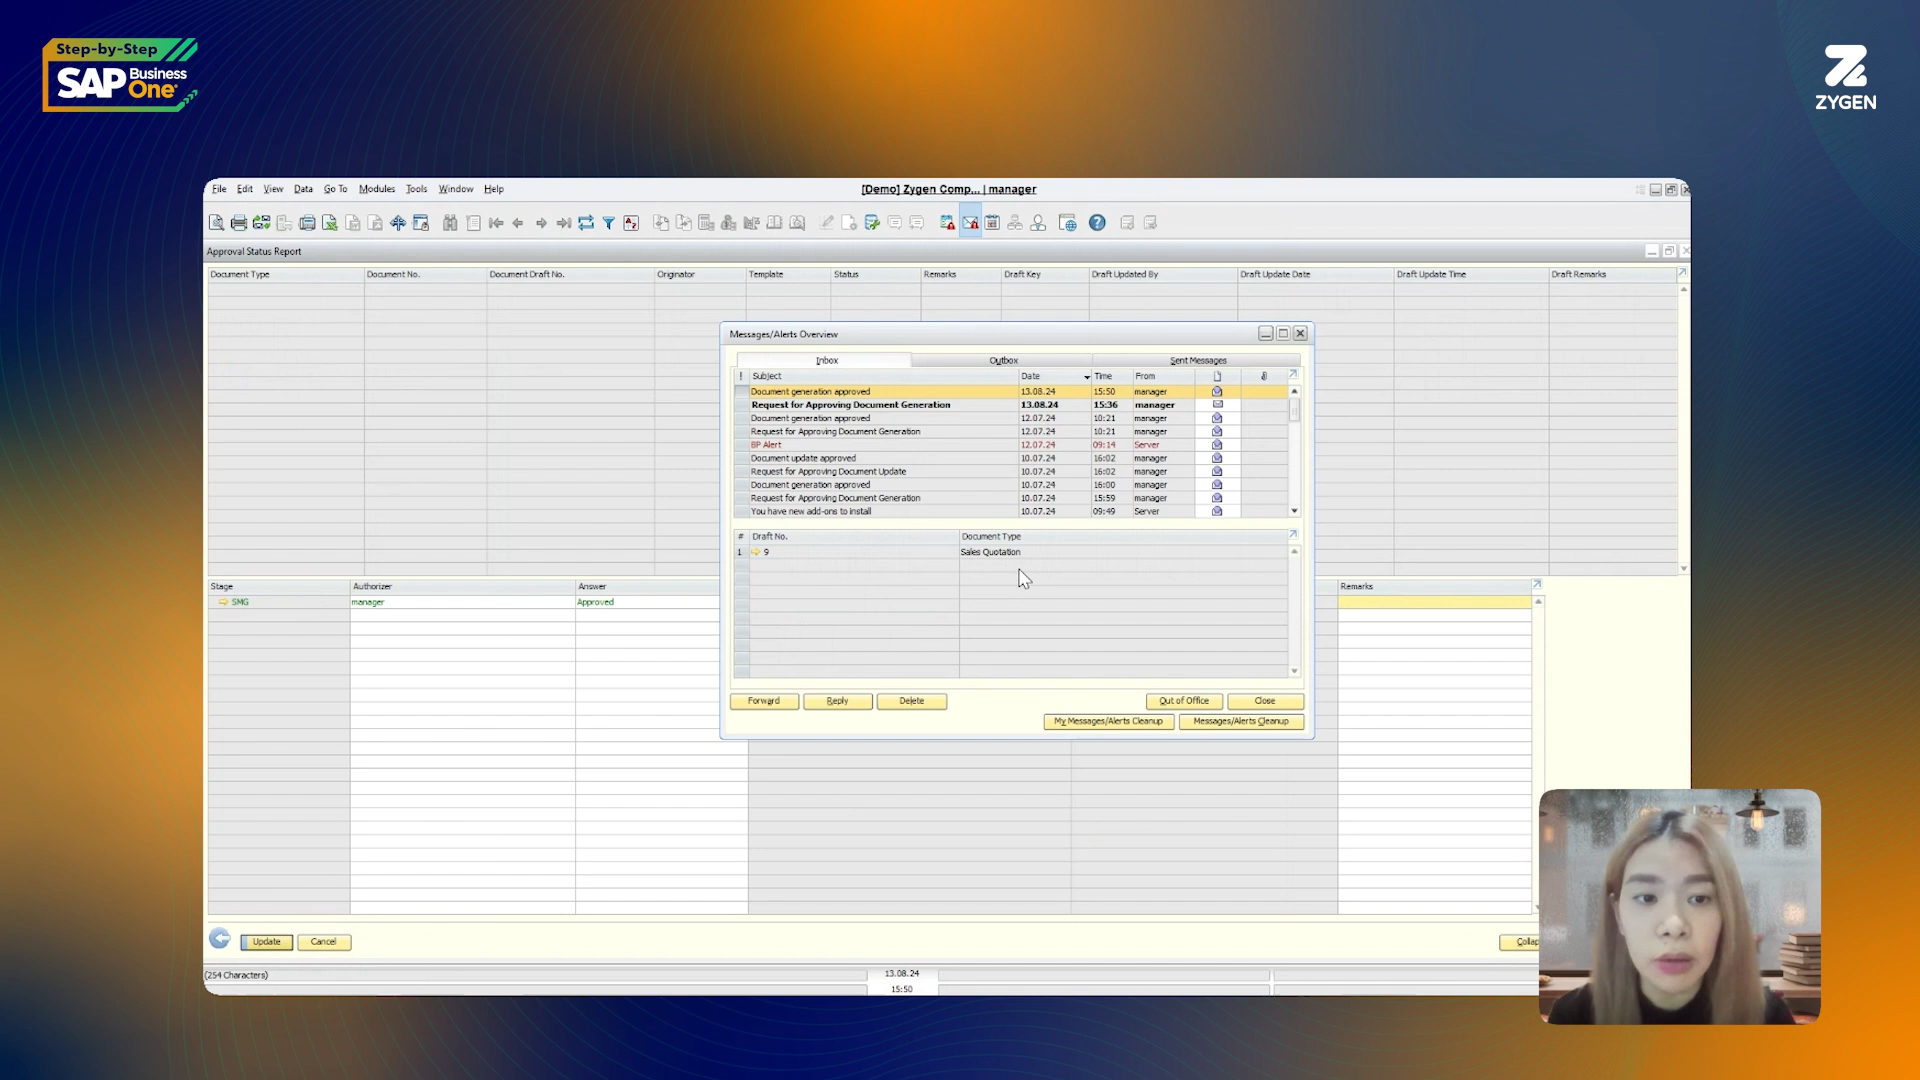 Step-by-Step
SAP Business One
ZYGEN
File Edit View Data Go To Modules Tools Window Help
[Demo] Zygen Comp... | manager
Approval Status Report
Document Type Document No. Document Draft No. Originator Template Status Remarks Draft Key Draft Updated By Draft Update Date Draft Update Time Draft Remarks
Messages/Alerts Overview
Inbox Outbox Sent Messages
! Subject Date Time From
Document generation approved 13.08.24 15:50 manager
Request for Approving Document Generation 13.08.24 15:36 manager
Document generation approved 12.07.24 10:21 manager
Request for Approving Document Generation 12.07.24 10:21 manager
BP Alert 12.07.24 09:14 Server
Document update approved 10.07.24 16:02 manager
Request for Approving Document Update 10.07.24 16:02 manager
Document generation approved 10.07.24 16:00 manager
Request for Approving Document Generation 10.07.24 15:59 manager
You have new add-ons to install 10.07.24 09:49 Server
# Draft No. Document Type
1 9 Sales Quotation
Forward Reply Delete Out of Office Close
My Messages/Alerts Cleanup Messages/Alerts Cleanup
Stage Authorizer Answer Remarks
SMG manager Approved
Update Cancel Collap
(254 Characters) 13.08.24
15:50